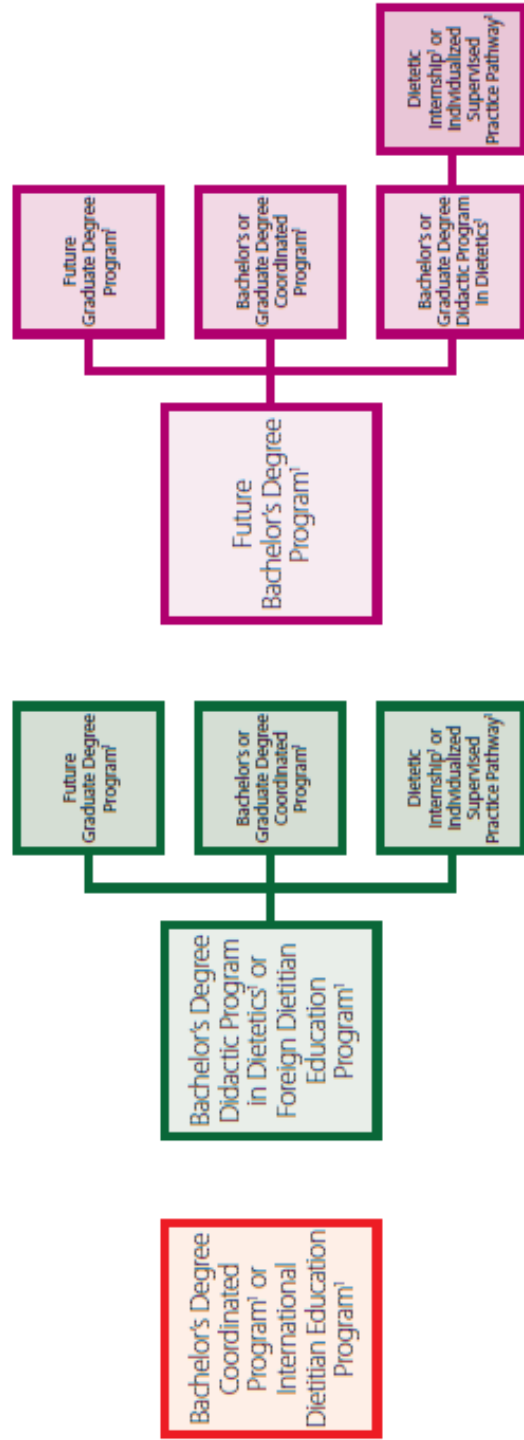 Bachelor's Degree
Coordinated
Program¹ or
International
Dietitian Education
Program¹
Bachelor's Degree
Didactic Program
in Dietetics¹ or
Foreign Dietitian
Education
Program¹
Dietetic
Internship¹ or
Individualized
Supervised
Practice Pathway¹
Bachelor's or
Graduate Degree
Coordinated
Program¹
Future
Graduate Degree
Program¹
Future
Bachelor's Degree
Program¹
Bachelor's or
Graduate Degree
Didactic Program
in Dietetics¹
Bachelor's or
Graduate Degree
Coordinated
Program¹
Future
Graduate Degree
Program¹
Dietetic
Internship¹ or
Individualized
Supervised
Practice Pathway¹